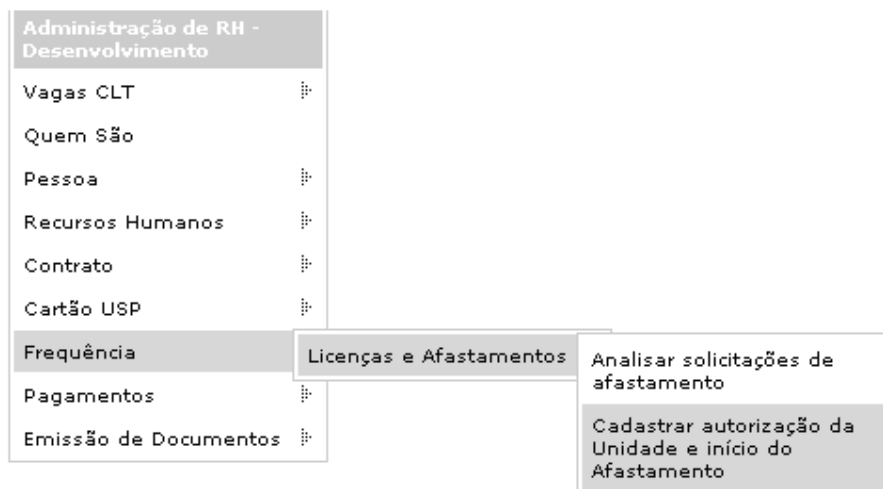 Administração de RH -
Desenvolvimento
Vagas CLT
Quem São
Pessoa
Recursos Humanos
Contrato
Cartão USP
Frequência
Pagamentos
Emissão de Documentos
Licenças e Afastamentos
Analisar solicitações de
afastamento
Cadastrar autorização da
Unidade e início do
Afastamento